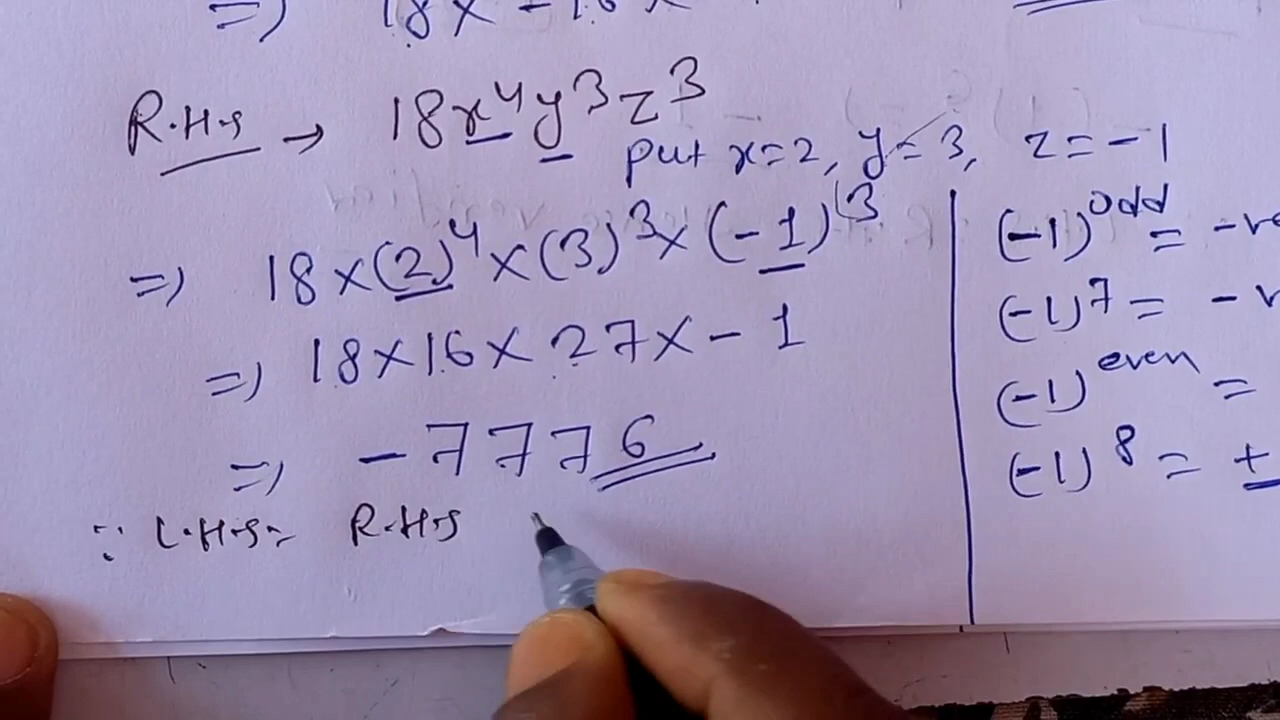 =) 18x
R.H.S → 18x⁴y³z³
put x=2, y=3, z=-1
=) 18×(2)⁴×(3)³×(-1)³
=) 18×16×27×-1
=) -7776
∵ L.H.S= R.H.S
(-1)ᵒᵈᵈ = -ve
(-1)⁷ = -v
(-1)ᵉᵛᵉⁿ =
(-1)⁸ = +